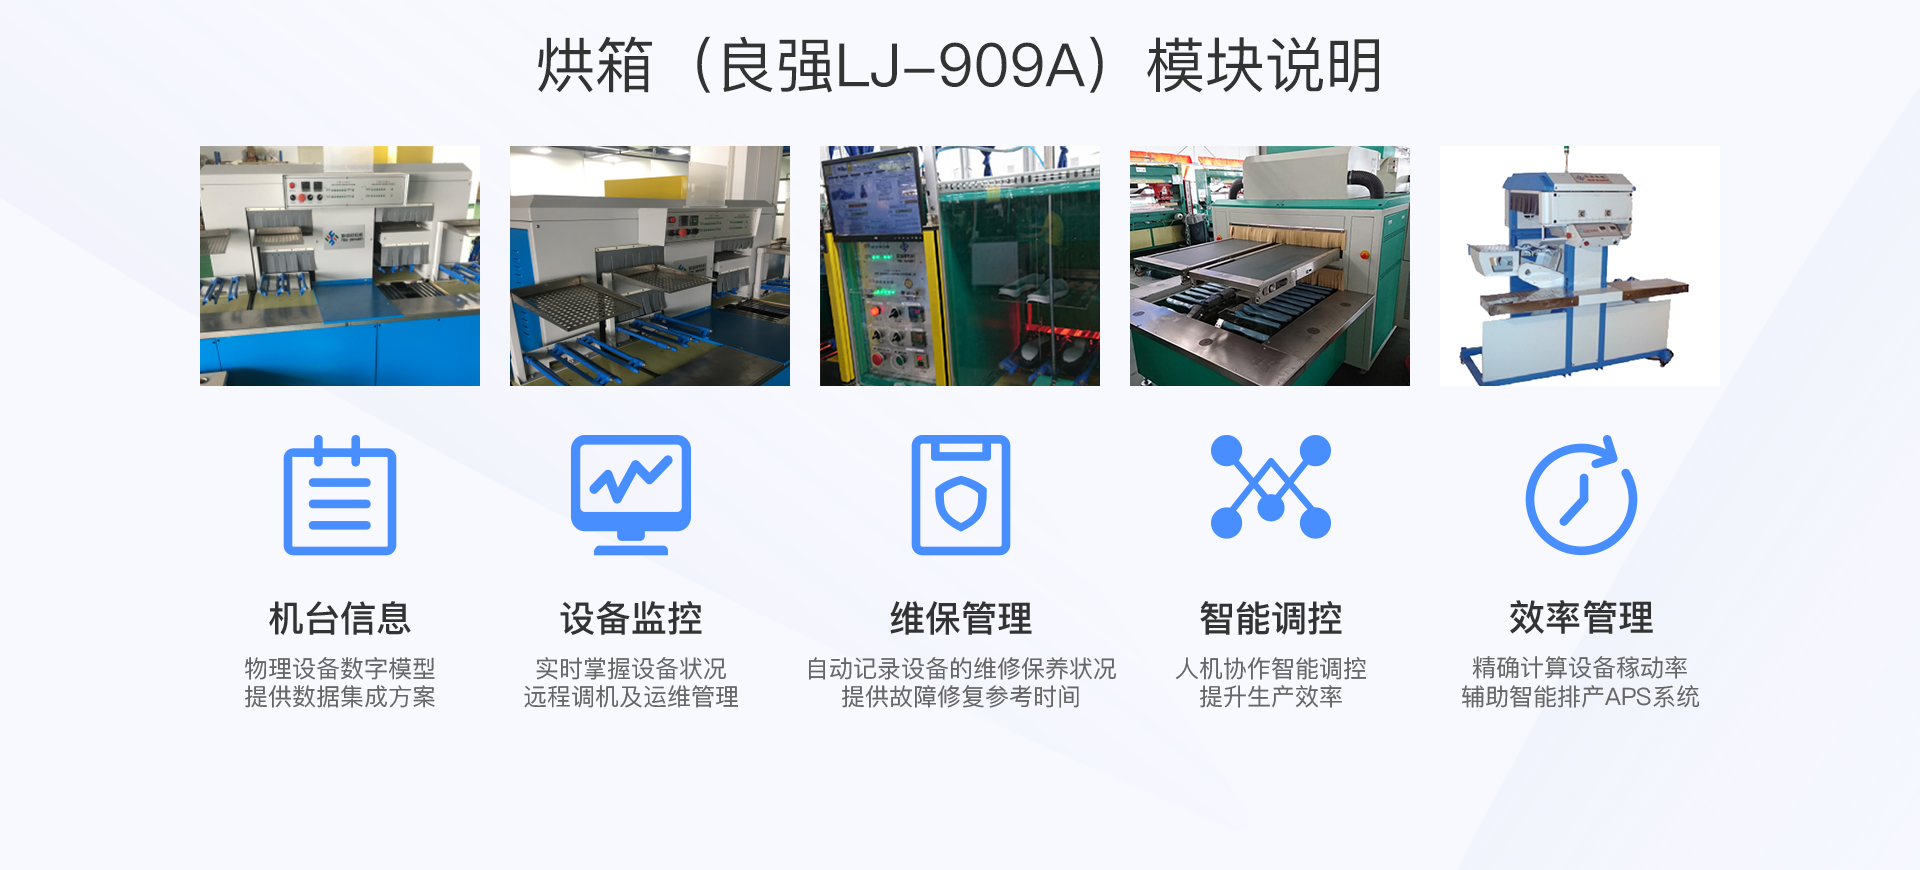 烘箱（良强LJ-909A）模块说明
机台信息
物理设备数字模型
提供数据集成方案
设备监控
实时掌握设备状况
远程调机及运维管理
维保管理
自动记录设备的维修保养状况
提供故障修复参考时间
智能调控
人机协作智能调控
提升生产效率
效率管理
精确计算设备稼动率
辅助智能排产APS系统